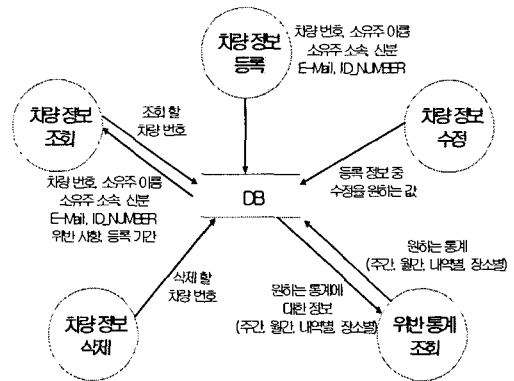 차량 정보
등록
차량 번호, 소유주 이름
소유주 소속, 신분
E-Mail, ID_NUMBER
차량 정보
조회
조회 할
차량 번호
차량 정보
수정
차량 번호, 소유주 이름
소유주 소속, 신분
E-Mail, ID_NUMBER
위반 사항, 등록 기간
DB
등록 정보 중
수정을 원하는 값
삭제 할
차량 번호
원하는 통계에
대한 정보
(주간, 월간, 내역별, 장소별)
원하는 통계
(주간, 월간, 내역별, 장소별)
차량 정보
삭제
위반 통계
조회